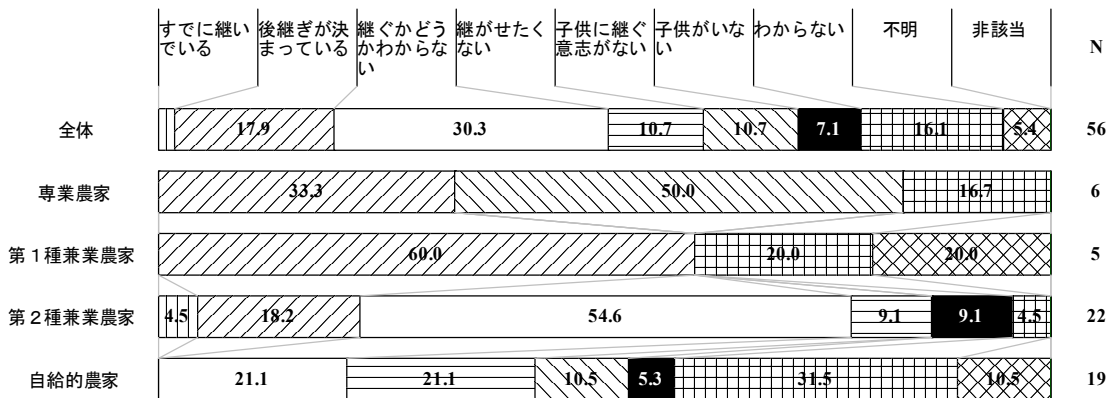 すでに継いでいる
後継ぎが決まっている
継ぐかどうかわからない
継がせたくない
子供に継ぐ意志がない
子供がいない
わからない
不明
非該当
N
全体 17.9 30.3 10.7 10.7 7.1 16.1 5.4 56
専業農家 33.3 50.0 16.7 6
第1種兼業農家 60.0 20.0 20.0 5
第2種兼業農家 4.5 18.2 54.6 9.1 9.1 4.5 22
自給的農家 21.1 21.1 10.5 5.3 31.5 10.5 19